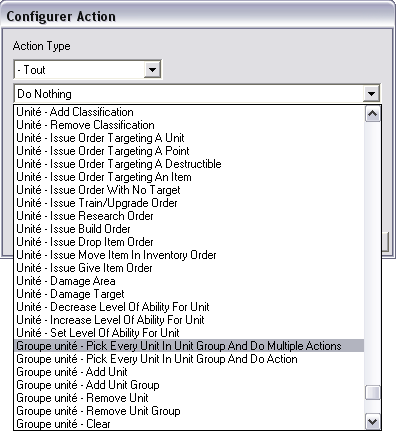 Configurer Action
Action Type
- Tout
Do Nothing
Unité - Add Classification
Unité - Remove Classification
Unité - Issue Order Targeting A Unit
Unité - Issue Order Targeting A Point
Unité - Issue Order Targeting A Destructible
Unité - Issue Order Targeting An Item
Unité - Issue Order With No Target
Unité - Issue Train/Upgrade Order
Unité - Issue Research Order
Unité - Issue Build Order
Unité - Issue Drop Item Order
Unité - Issue Move Item In Inventory Order
Unité - Issue Give Item Order
Unité - Damage Area
Unité - Damage Target
Unité - Decrease Level Of Ability For Unit
Unité - Increase Level Of Ability For Unit
Unité - Set Level Of Ability For Unit
Groupe unité - Pick Every Unit In Unit Group And Do Multiple Actions
Groupe unité - Pick Every Unit In Unit Group And Do Action
Groupe unité - Add Unit
Groupe unité - Add Unit Group
Groupe unité - Remove Unit
Groupe unité - Remove Unit Group
Groupe unité - Clear